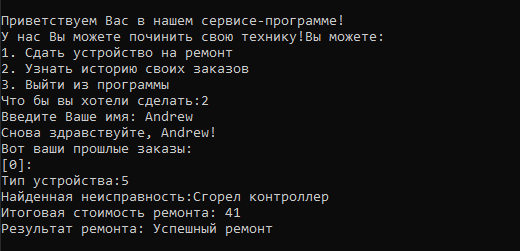 Приветствуем Вас в нашем сервисе-программе!
У нас Вы можете починить свою технику!Вы можете:
1. Сдать устройство на ремонт
2. Узнать историю своих заказов
3. Выйти из программы
Что бы вы хотели сделать:2
Введите Ваше имя: Andrew
Снова здравствуйте, Andrew!
Вот ваши прошлые заказы:
[0]:
Тип устройства:5
Найденная неисправность:Сгорел контроллер
Итоговая стоимость ремонта: 41
Результат ремонта: Успешный ремонт